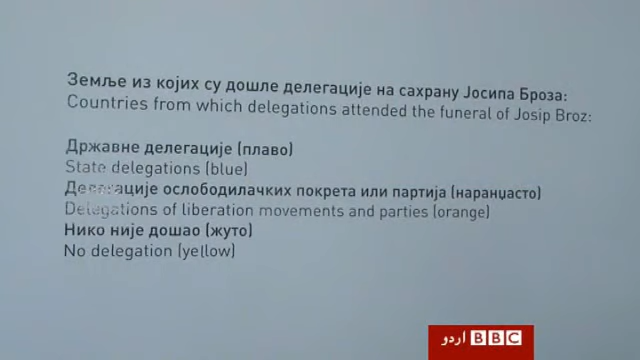 Земље из којих су дошле делегације на сахрану Јосипа Броза:
Countries from which delegations attended the funeral of Josip Broz:
Државне делегације (плаво)
State delegations (blue)
Делегације ослободилачких покрета или партија (наранџасто)
Delegations of liberation movements and parties (orange)
Нико није дошао (жуто)
No delegation (yellow)
BBC اردو